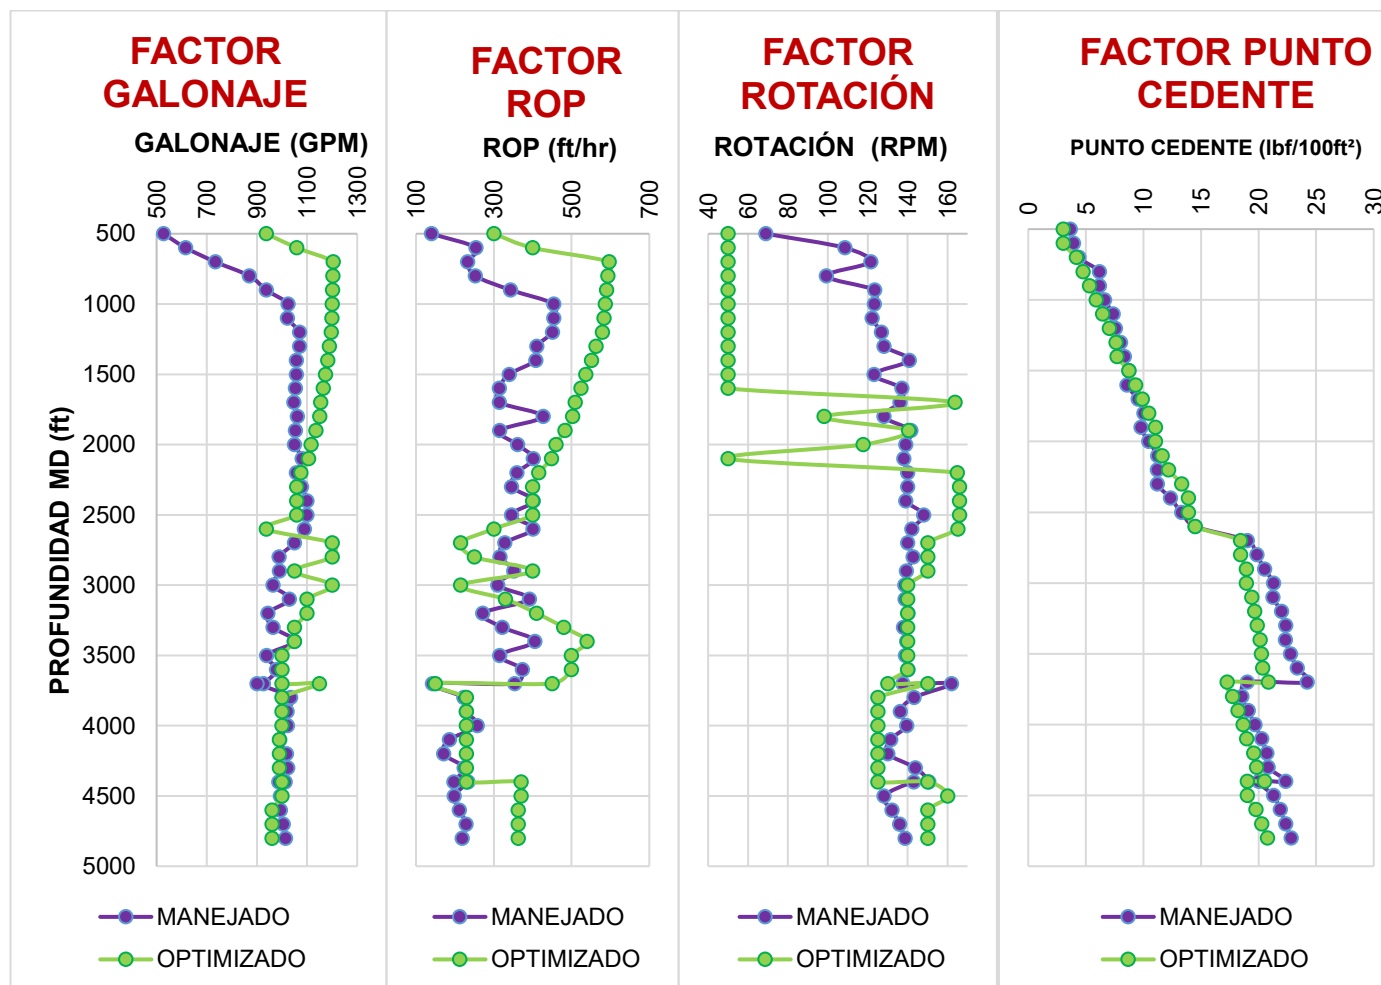 FACTOR
GALONAJE
GALONAJE (GPM)
500
700
900
1100
1300
FACTOR
ROP
ROP (ft/hr)
100
300
500
700
FACTOR
ROTACIÓN
ROTACIÓN (RPM)
40
60
80
100
120
140
160
FACTOR PUNTO
CEDENTE
PUNTO CEDENTE (lbf/100ft²)
0
5
10
15
20
25
30
PROFUNDIDAD MD (ft)
500
1000
1500
2000
2500
3000
3500
4000
4500
5000
MANEJADO
OPTIMIZADO
MANEJADO
OPTIMIZADO
MANEJADO
OPTIMIZADO
MANEJADO
OPTIMIZADO